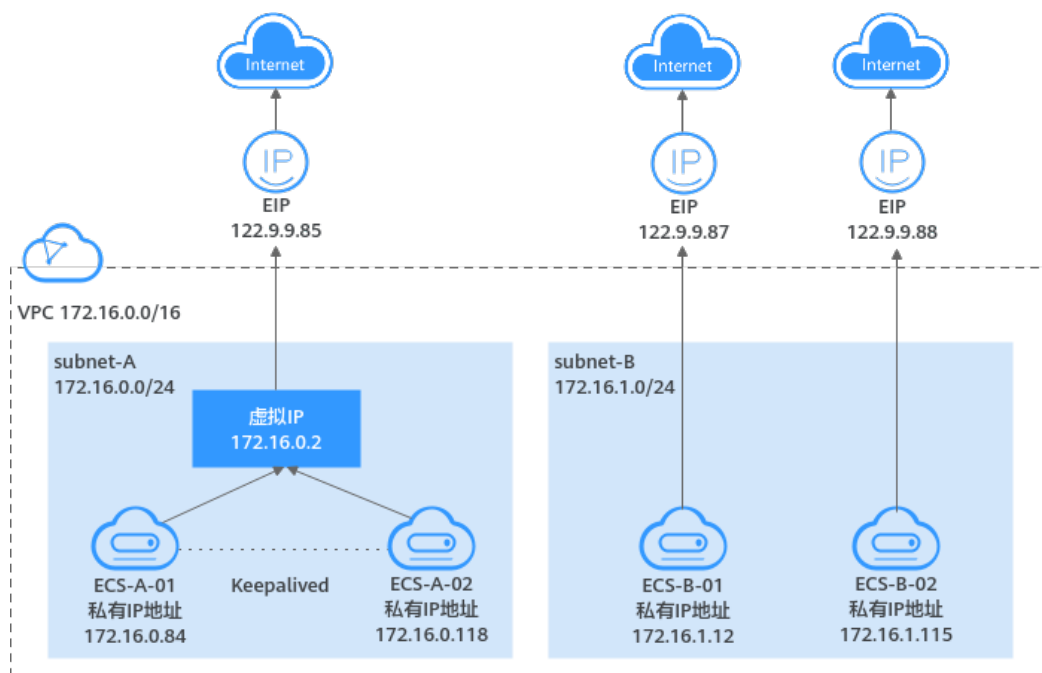 Internet
Internet
Internet
IP
IP
IP
EIP
122.9.9.85
EIP
122.9.9.87
EIP
122.9.9.88
VPC 172.16.0.0/16
subnet-A
172.16.0.0/24
虚拟IP
172.16.0.2
ECS-A-01
私有IP地址
172.16.0.84
Keepalived
ECS-A-02
私有IP地址
172.16.0.118
subnet-B
172.16.1.0/24
ECS-B-01
私有IP地址
172.16.1.12
ECS-B-02
私有IP地址
172.16.1.115